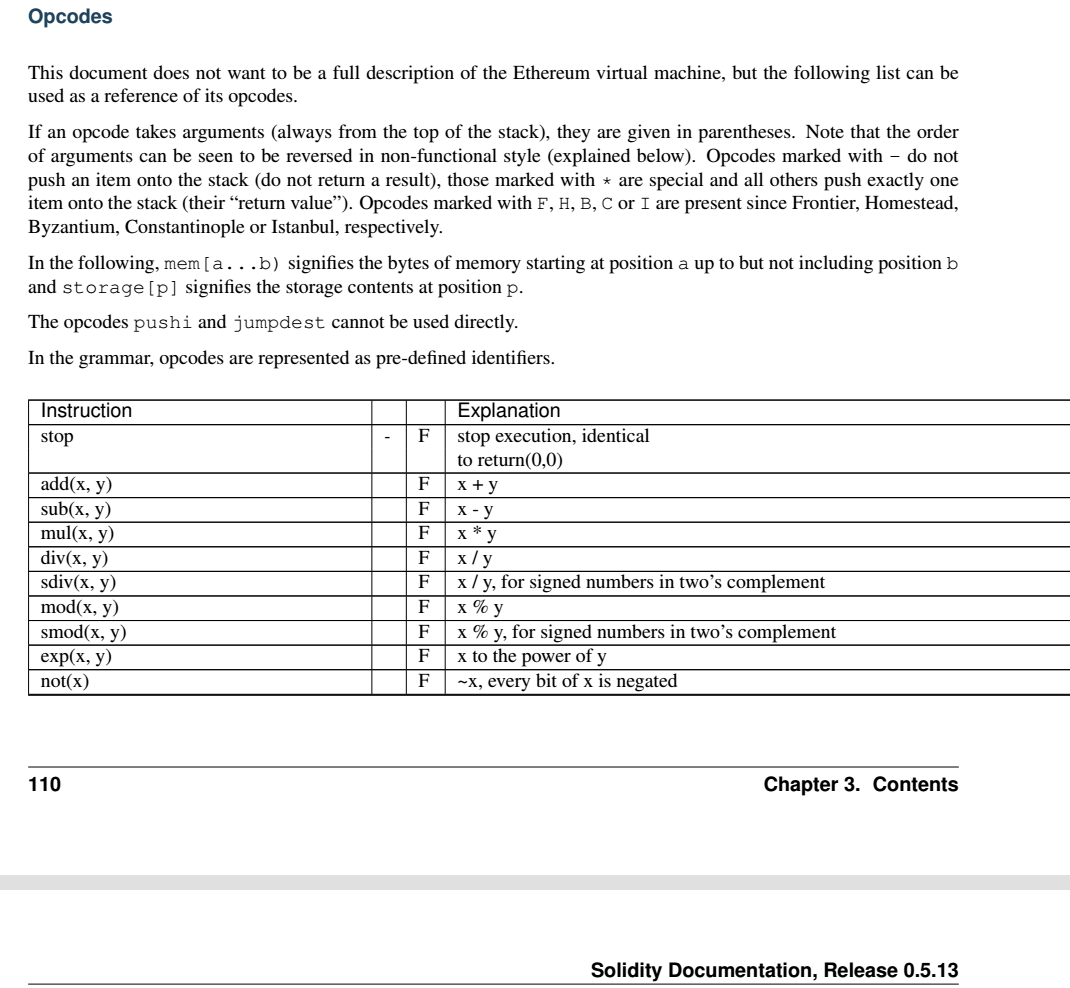 Opcodes
This document does not want to be a full description of the Ethereum virtual machine, but the following list can be
used as a reference of its opcodes.
If an opcode takes arguments (always from the top of the stack), they are given in parentheses. Note that the order
of arguments can be seen to be reversed in non-functional style (explained below). Opcodes marked with - do not
push an item onto the stack (do not return a result), those marked with * are special and all others push exactly one
item onto the stack (their “return value”). Opcodes marked with F, H, B, C or I are present since Frontier, Homestead,
Byzantium, Constantinople or Istanbul, respectively.
In the following, mem[a...b) signifies the bytes of memory starting at position a up to but not including position b
and storage[p] signifies the storage contents at position p.
The opcodes pushi and jumpdest cannot be used directly.
In the grammar, opcodes are represented as pre-defined identifiers.
Instruction Explanation
stop - F stop execution, identical
to return(0,0)
add(x, y) F x + y
sub(x, y) F x - y
mul(x, y) F x * y
div(x, y) F x / y
sdiv(x, y) F x / y, for signed numbers in two’s complement
mod(x, y) F x % y
smod(x, y) F x % y, for signed numbers in two’s complement
exp(x, y) F x to the power of y
not(x) F ~x, every bit of x is negated
110 Chapter 3. Contents
Solidity Documentation, Release 0.5.13